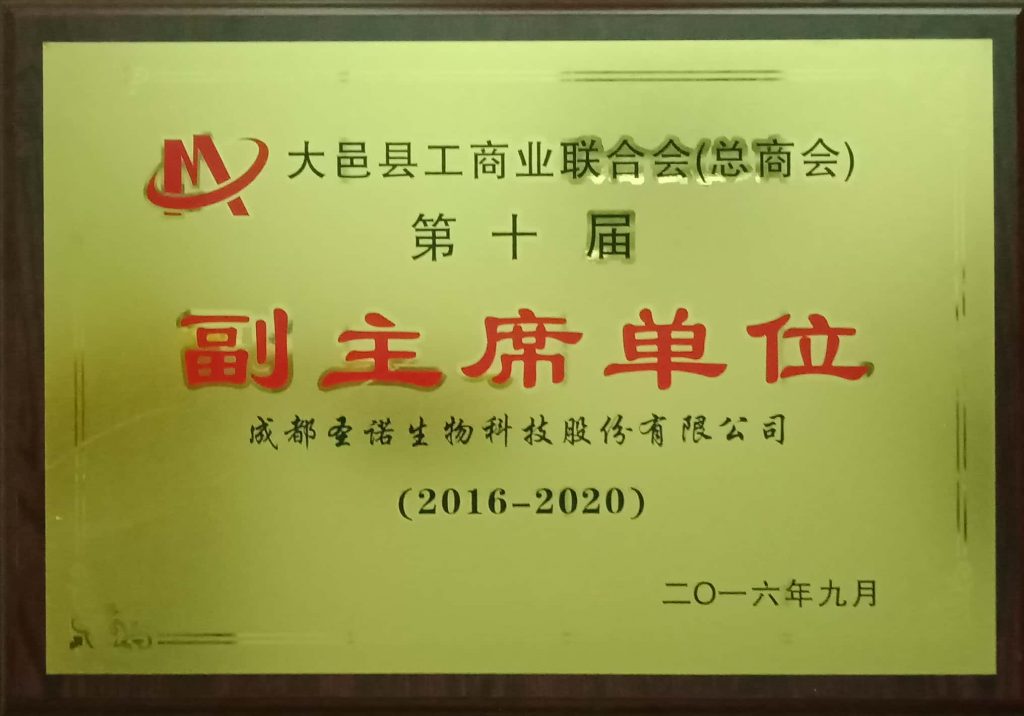 大邑县工商业联合会(总商会)
第十届
副主席单位
成都圣诺生物科技股份有限公司
(2016-2020)
二〇一六年九月